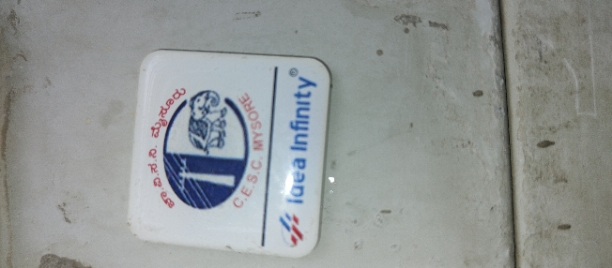 ಚಾ.ವಿ.ಸ.ನಿ. ಮೈಸೂರು
C.E.S.C. MYSORE
Idea Infinity®